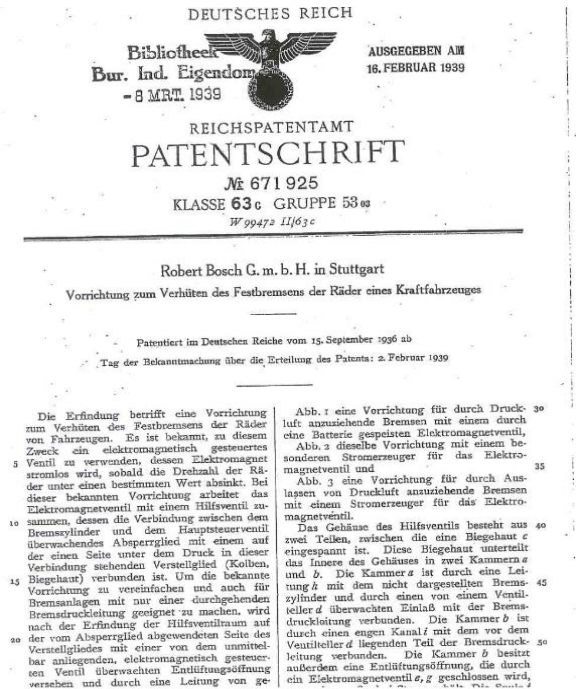 DEUTSCHES REICH
Bibliotheek
Bur. Ind. Eigendom
- 8 MRT. 1939
AUSGEGEBEN AM
16. FEBRUAR 1939
REICHSPATENTAMT
PATENTSCHRIFT
№ 671 925
KLASSE 63c GRUPPE 53 03
W 99472 II/63c
Robert Bosch G. m. b. H. in Stuttgart
Vorrichtung zum Verhüten des Festbremsens der Räder eines Kraftfahrzeuges
Patentiert im Deutschen Reiche vom 15. September 1936 ab
Tag der Bekanntmachung über die Erteilung des Patents: 2. Februar 1939
Die Erfindung betrifft eine Vorrichtung
zum Verhüten des Festbremsens der Räder
von Fahrzeugen. Es ist bekannt, zu diesem
Zweck ein elektromagnetisch gesteuertes
5 Ventil zu verwenden, dessen Elektromagnet
stromlos wird, sobald die Drehzahl der Rä-
der unter einen bestimmten Wert absinkt. Bei
dieser bekannten Vorrichtung arbeitet das
Elektromagnetventil mit einem Hilfsventil zu-
10 sammen, dessen die Verbindung zwischen dem
Bremszylinder und dem Hauptsteuerventil
überwachendes Absperrglied mit einem auf
der einen Seite unter dem Druck in dieser
Verbindung stehenden Verstellglied (Kolben,
15 Biegehaut) verbunden ist. Um die bekannte
Vorrichtung zu vereinfachen und auch für
Bremsanlagen mit nur einer durchgehenden
Bremsdruckleitung geeignet zu machen, wird
nach der Erfindung der Hilfsventilraum auf
20 der vom Absperrglied abgewendeten Seite des
Verstellgliedes mit einer von dem unmittel-
bar anliegenden, elektromagnetisch gesteuer-
ten Ventil überwachten Entlüftungsöffnung
versehen und durch eine Leitung von ge-
Abb. 1 eine Vorrichtung für durch Druck- 30
luft anzuziehende Bremsen mit einem durch
eine Batterie gespeisten Elektromagnetventil,
Abb. 2 dieselbe Vorrichtung mit einem be-
sonderen Stromerzeuger für das Elektro-
magnetventil und 35
Abb. 3 eine Vorrichtung für durch Aus-
lassen von Druckluft anzuziehende Bremsen
mit einem Stromerzeuger für das Elektro-
magnetventil.
Das Gehäuse des Hilfsventils besteht aus 40
zwei Teilen, zwischen die eine Biegehaut c
eingespannt ist. Diese Biegehaut unterteilt
das Innere des Gehäuses in zwei Kammern a
und b. Die Kammer a ist durch eine Lei-
tung h mit dem nicht dargestellten Brems- 45
zylinder und durch einen von einem Ventil-
teller d überwachten Einlaß mit der Brems-
druckleitung verbunden. Die Kammer b ist
durch einen engen Kanal i mit dem vor dem
Ventilteller d liegenden Teil der Bremsdruck- 50
leitung verbunden. Die Kammer b besitzt
außerdem eine Entlüftungsöffnung, die durch
ein Elektromagnetventil e, g geschlossen wird,